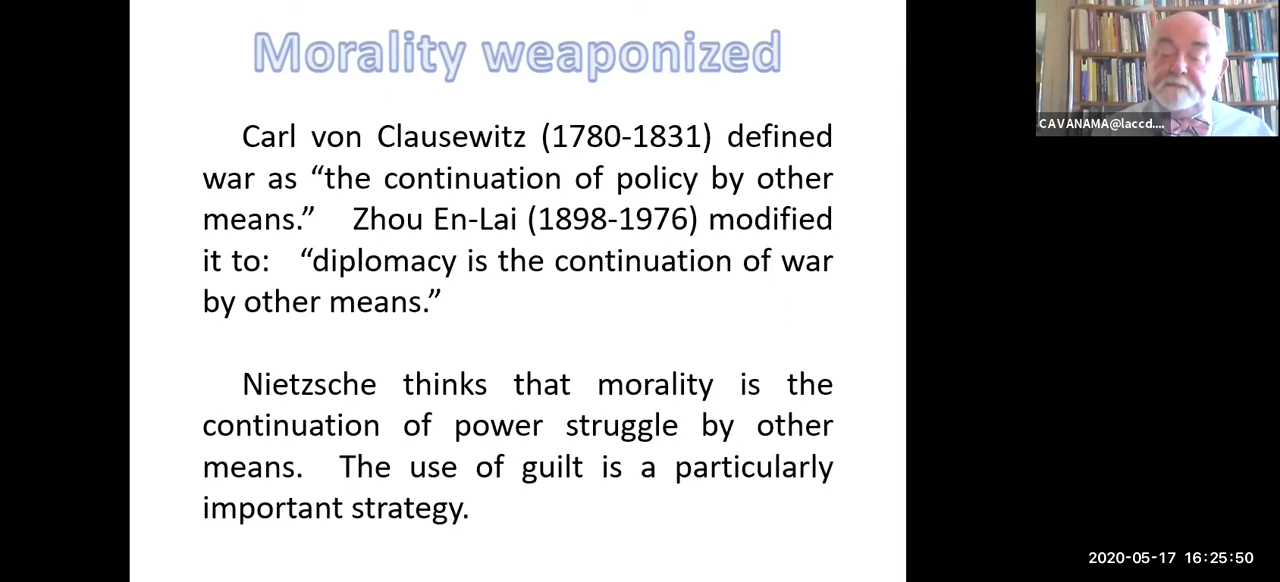 Morality weaponized
Carl von Clausewitz (1780-1831) defined
war as “the continuation of policy by other
means.” Zhou En-Lai (1898-1976) modified
it to: “diplomacy is the continuation of war
by other means.”
Nietzsche thinks that morality is the
continuation of power struggle by other
means. The use of guilt is a particularly
important strategy.
CAVANAMA@laccd....
2020-05-17 16:25:50